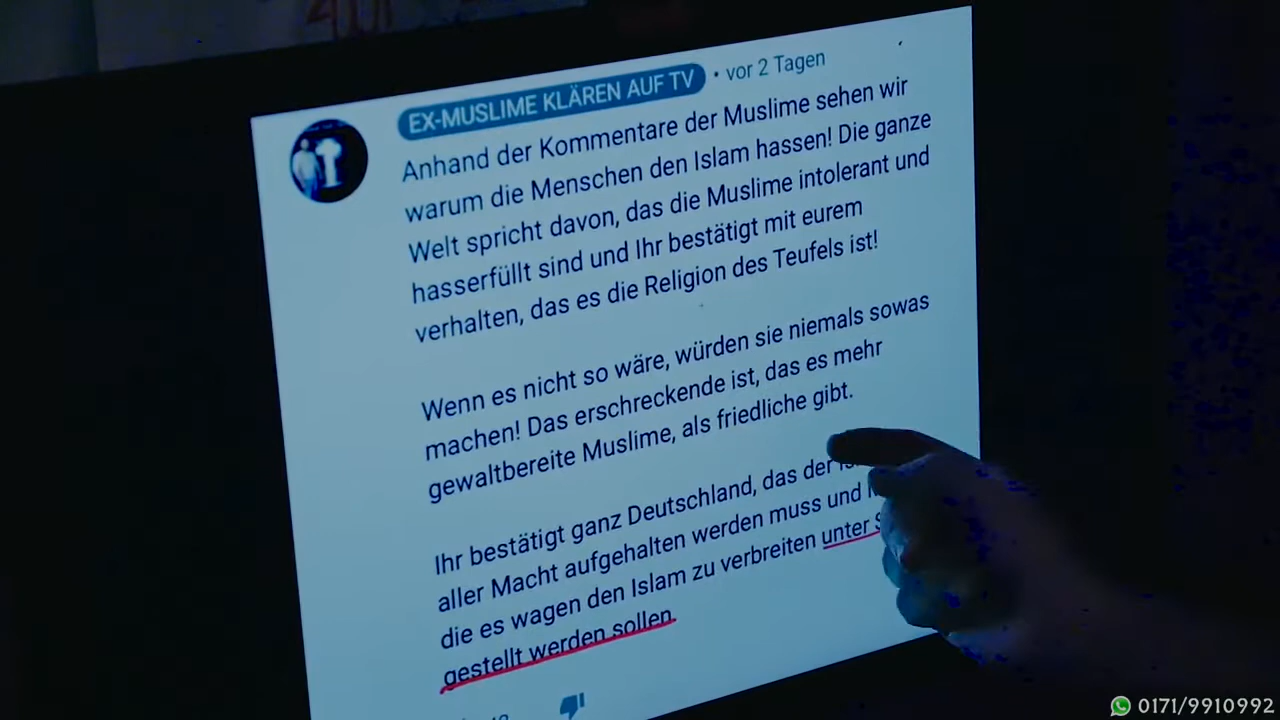 EX-MUSLIME KLÄREN AUF TV • vor 2 Tagen
Anhand der Kommentare der Muslime sehen wir
warum die Menschen den Islam hassen! Die ganze
Welt spricht davon, das die Muslime intolerant und
hasserfüllt sind und Ihr bestätigt mit eurem
verhalten, das es die Religion des Teufels ist!
Wenn es nicht so wäre, würden sie niemals sowas
machen! Das erschreckende ist, das es mehr
gewaltbereite Muslime, als friedliche gibt.
Ihr bestätigt ganz Deutschland, das der
aller Macht aufgehalten werden muss und
die es wagen den Islam zu verbreiten unter
gestellt werden sollen.
0171/9910992